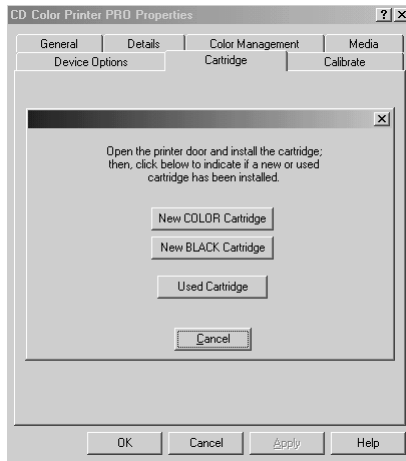 CD Color Printer PRO Properties
General Details Color Management Media
Device Options Cartridge Calibrate
Open the printer door and install the cartridge;
then, click below to indicate if a new or used
cartridge has been installed.
New COLOR Cartridge
New BLACK Cartridge
Used Cartridge
Cancel
OK Cancel Apply Help